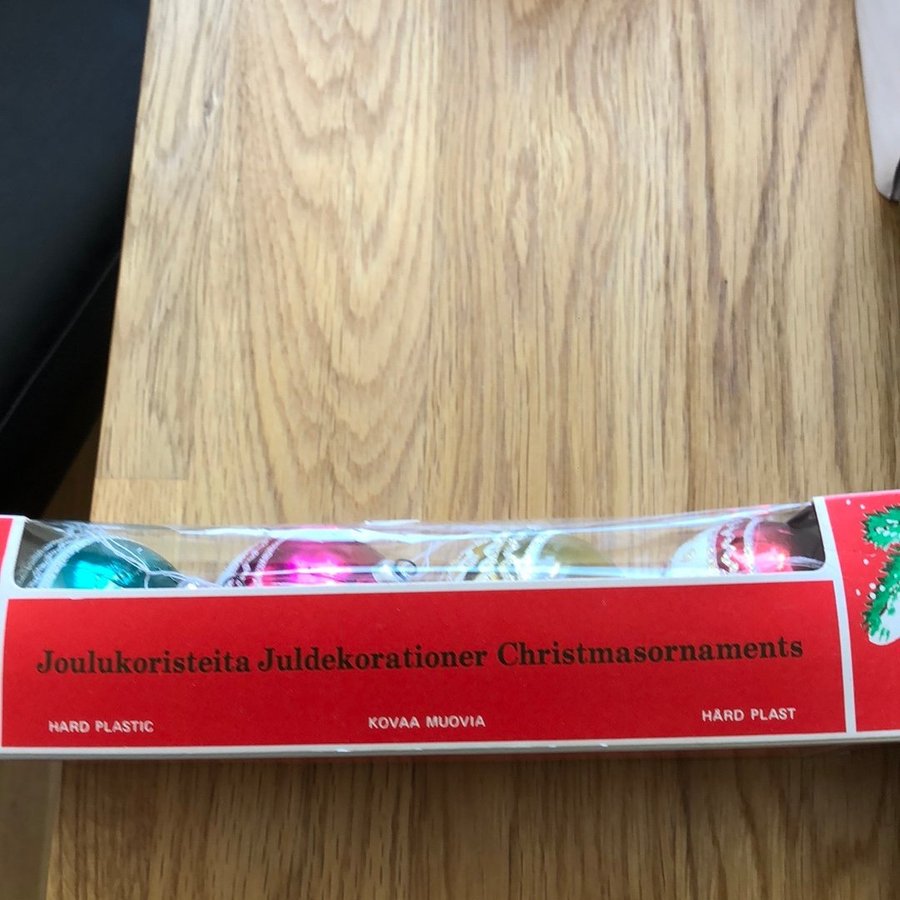 Joulukoristeita Juldekorationer Christmasornaments
HARD PLASTIC KOVAA MUOVIA HÅRD PLAST